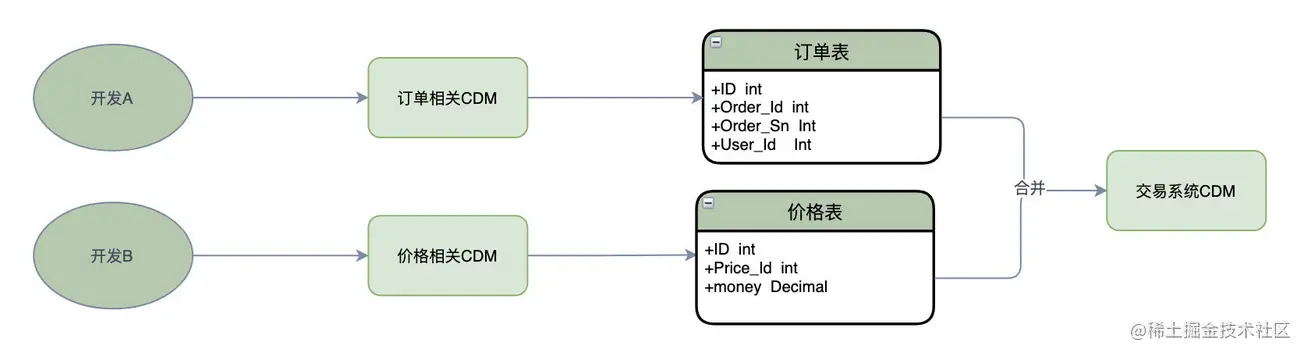 开发A
订单相关CDM
订单表
+ID int
+Order_Id int
+Order_Sn Int
+User_Id Int
开发B
价格相关CDM
价格表
+ID int
+Price_Id int
+money Decimal
合并
交易系统CDM
@稀土掘金技术社区